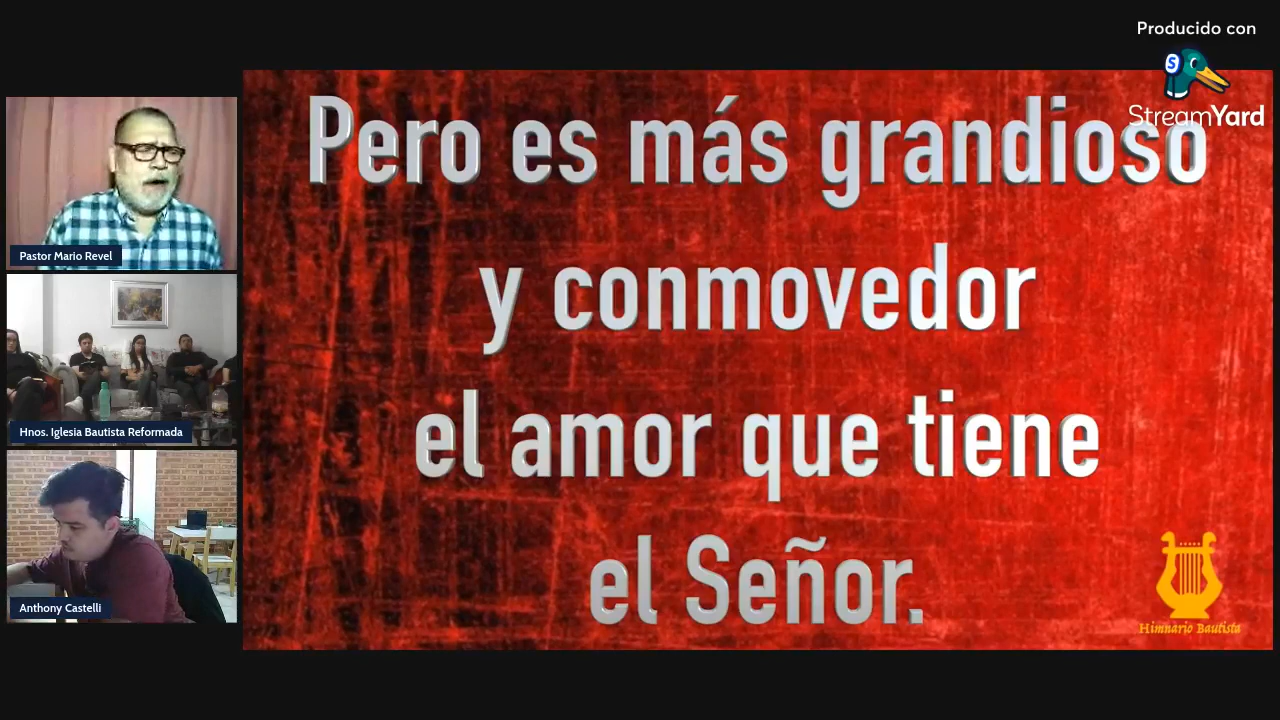 Producido con
StreamYard
Pero es más grandioso
y conmovedor
el amor que tiene
el Señor.
Himnario Bautista
Pastor Mario Revel
Hnos. Iglesia Bautista Reformada
Anthony Castelli